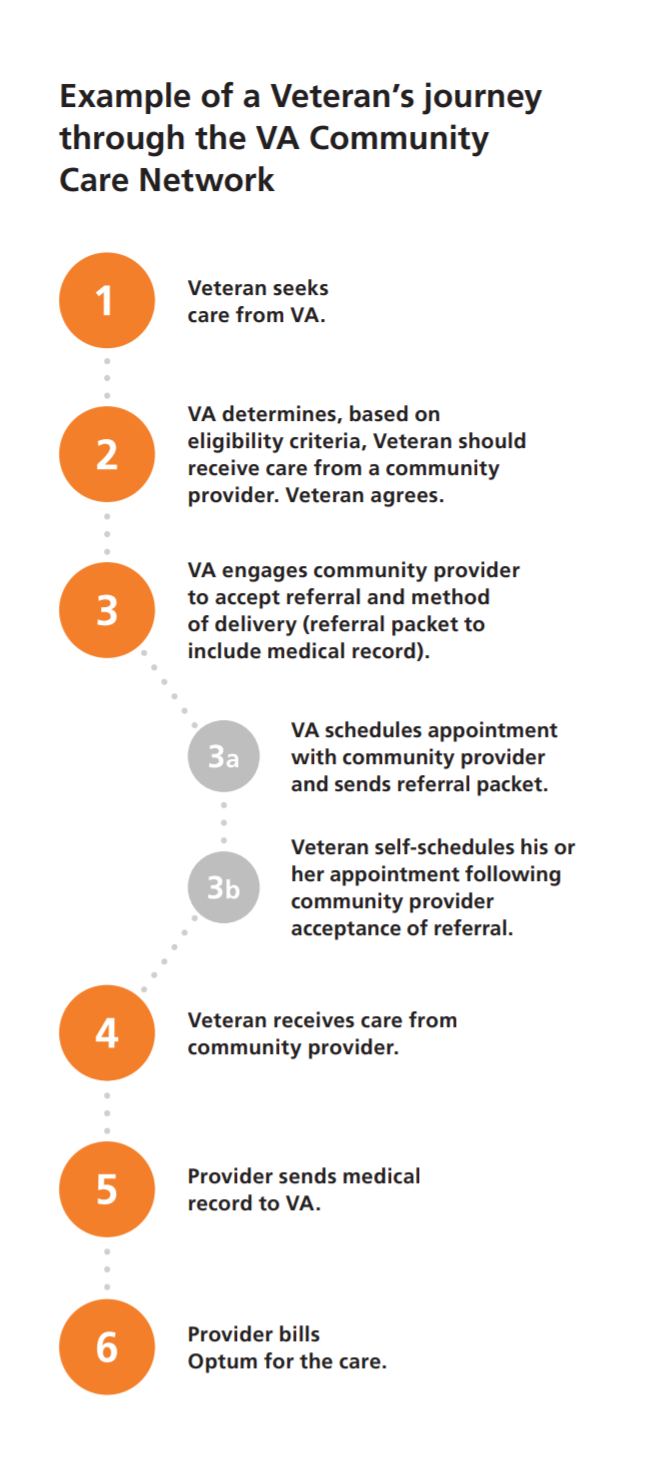 Example of a Veteran’s journey
through the VA Community
Care Network
1
Veteran seeks
care from VA.
2
VA determines, based on
eligibility criteria, Veteran should
receive care from a community
provider. Veteran agrees.
3
VA engages community provider
to accept referral and method
of delivery (referral packet to
include medical record).
3a
VA schedules appointment
with community provider
and sends referral packet.
3b
Veteran self-schedules his or
her appointment following
community provider
acceptance of referral.
4
Veteran receives care from
community provider.
5
Provider sends medical
record to VA.
6
Provider bills
Optum for the care.